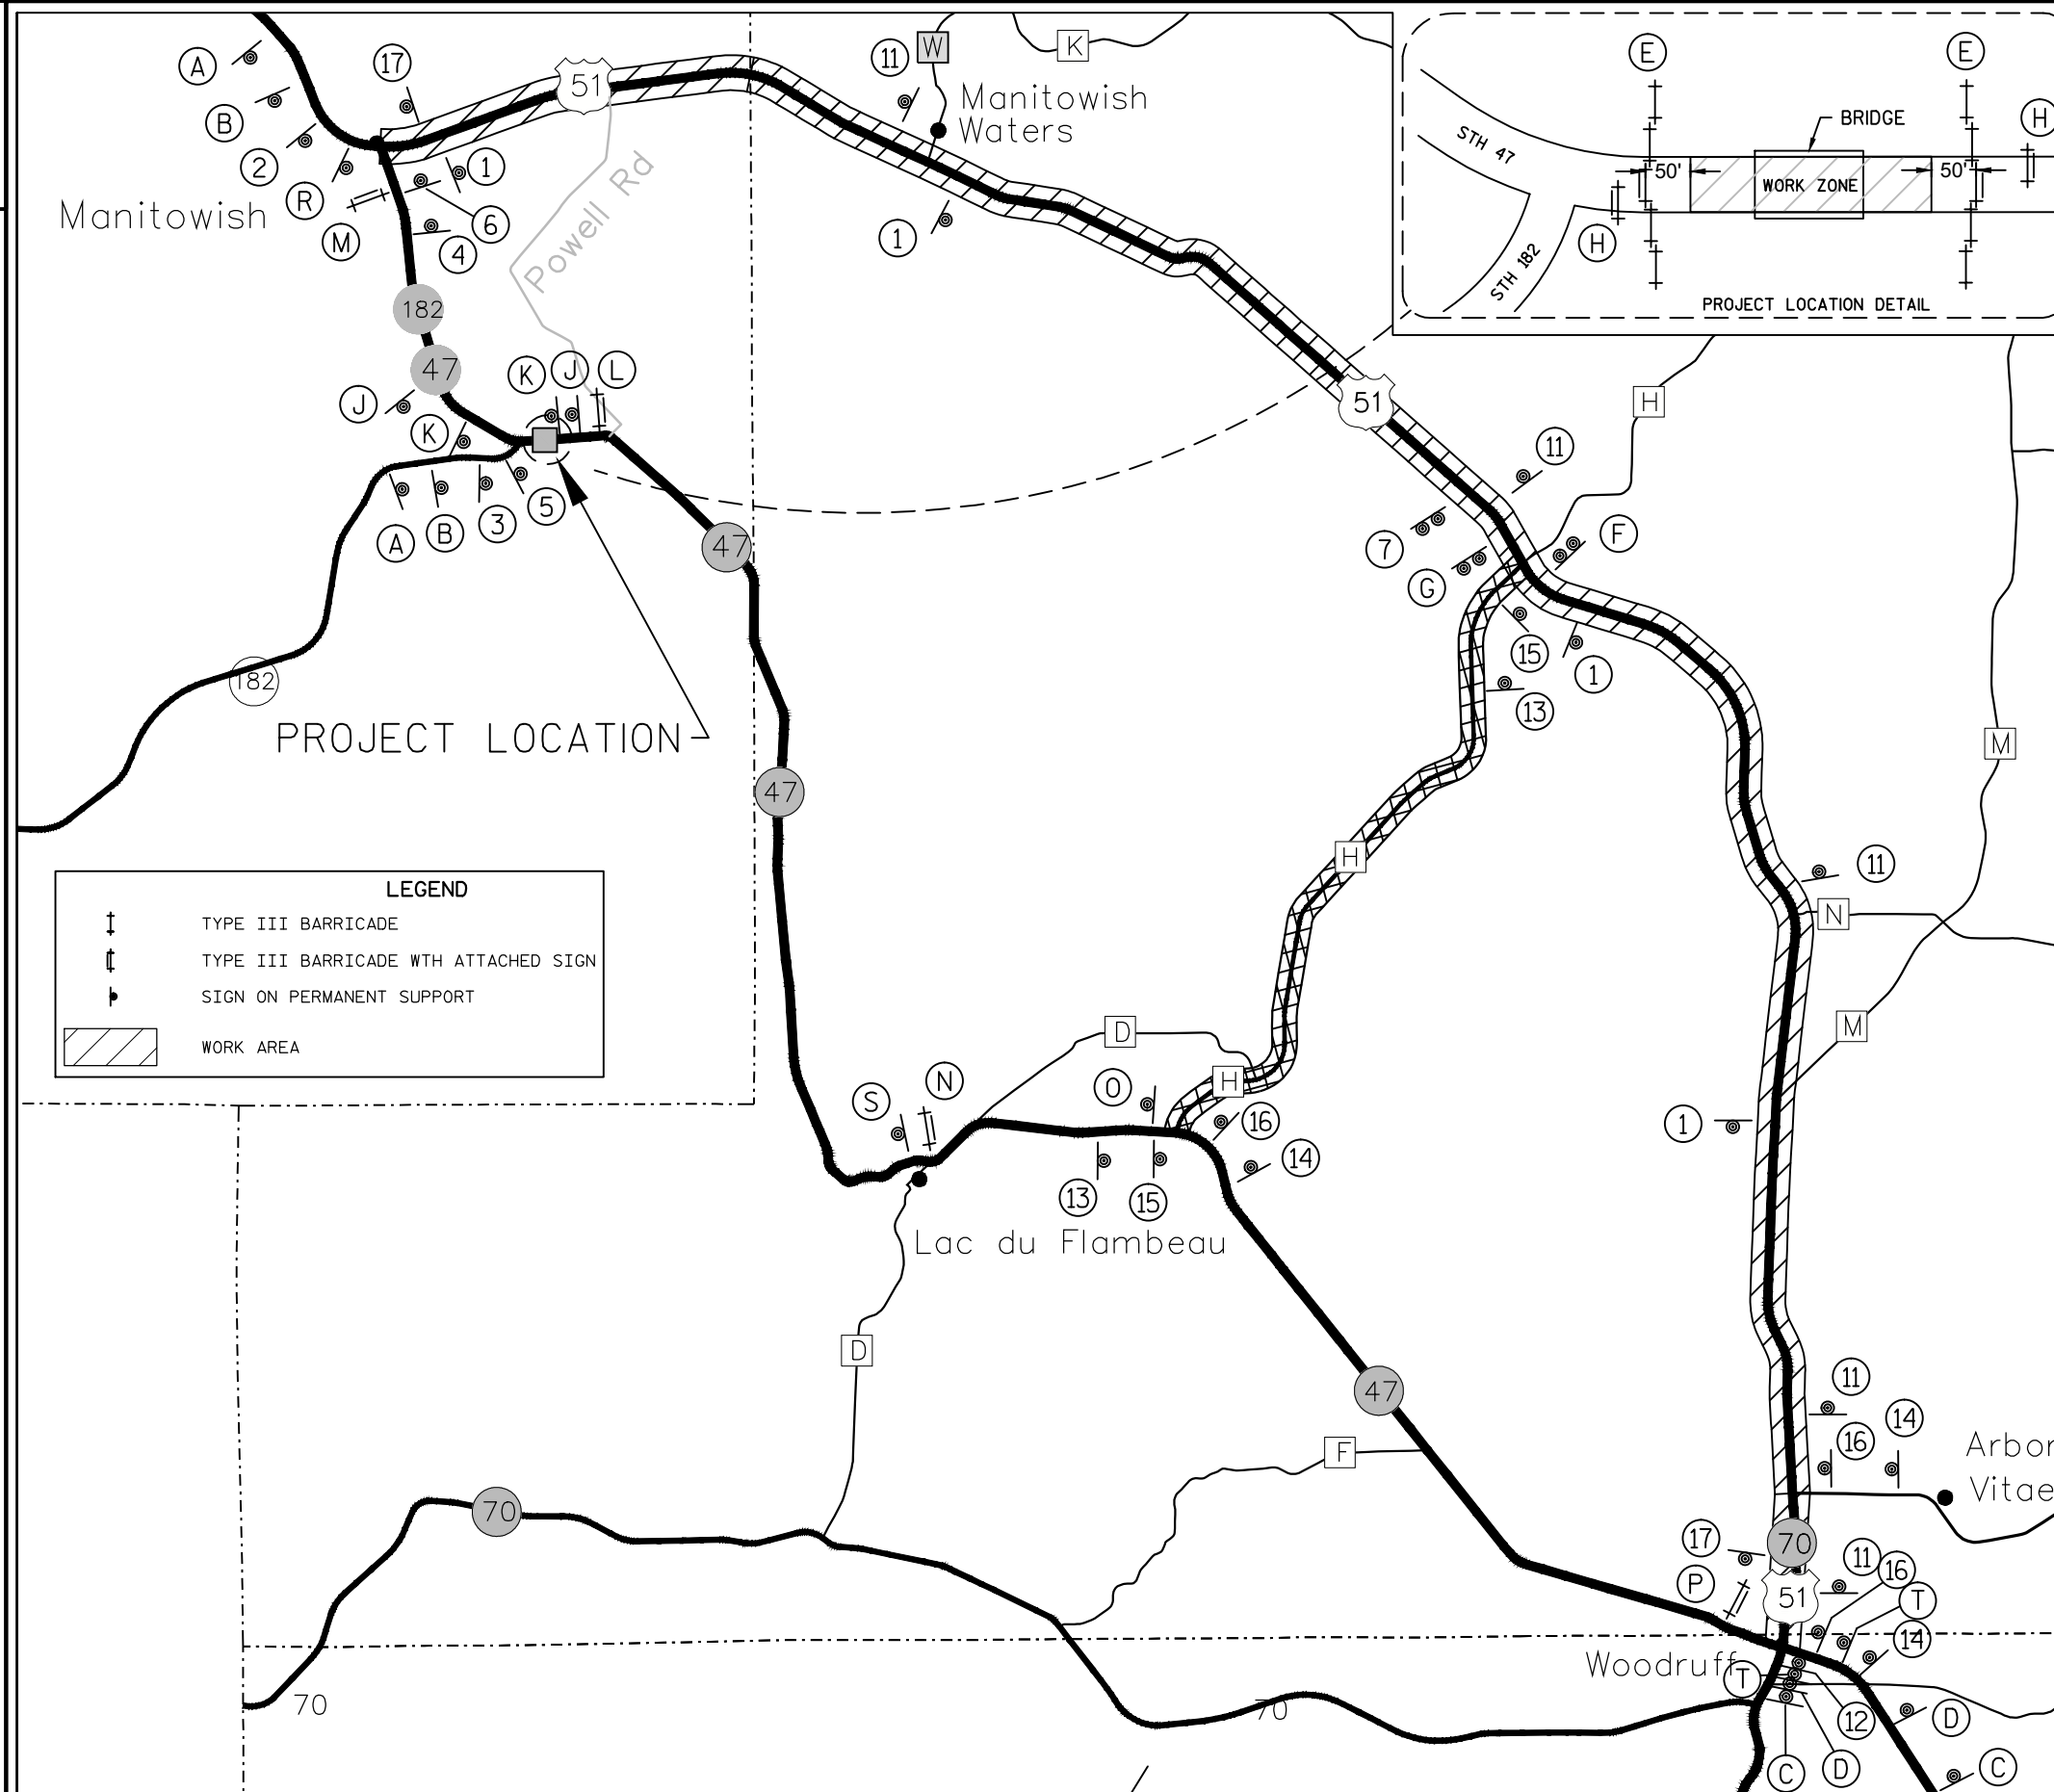 A
17
51
11
W
K
Manitowish
Waters
B
2
R
M
1
6
4
Manitowish
Powell Rd
1
E
E
H
BRIDGE
STH 47
50'
WORK ZONE
50'
H
STH 182
PROJECT LOCATION DETAIL
182
47
J
K
K
J
L
A
B
3
5
47
51
H
11
7
G
F
15
1
13
182
PROJECT LOCATION
47
M
H
11
N
LEGEND
TYPE III BARRICADE
TYPE III BARRICADE WTH ATTACHED SIGN
SIGN ON PERMANENT SUPPORT
WORK AREA
M
D
S
N
O
H
16
14
13
15
1
Lac du Flambeau
D
47
11
14
16
F
Arbor
Vitae
70
17
70
P
51
11
16
T
14
Woodruff
T
70
70
12
D
C
D
C